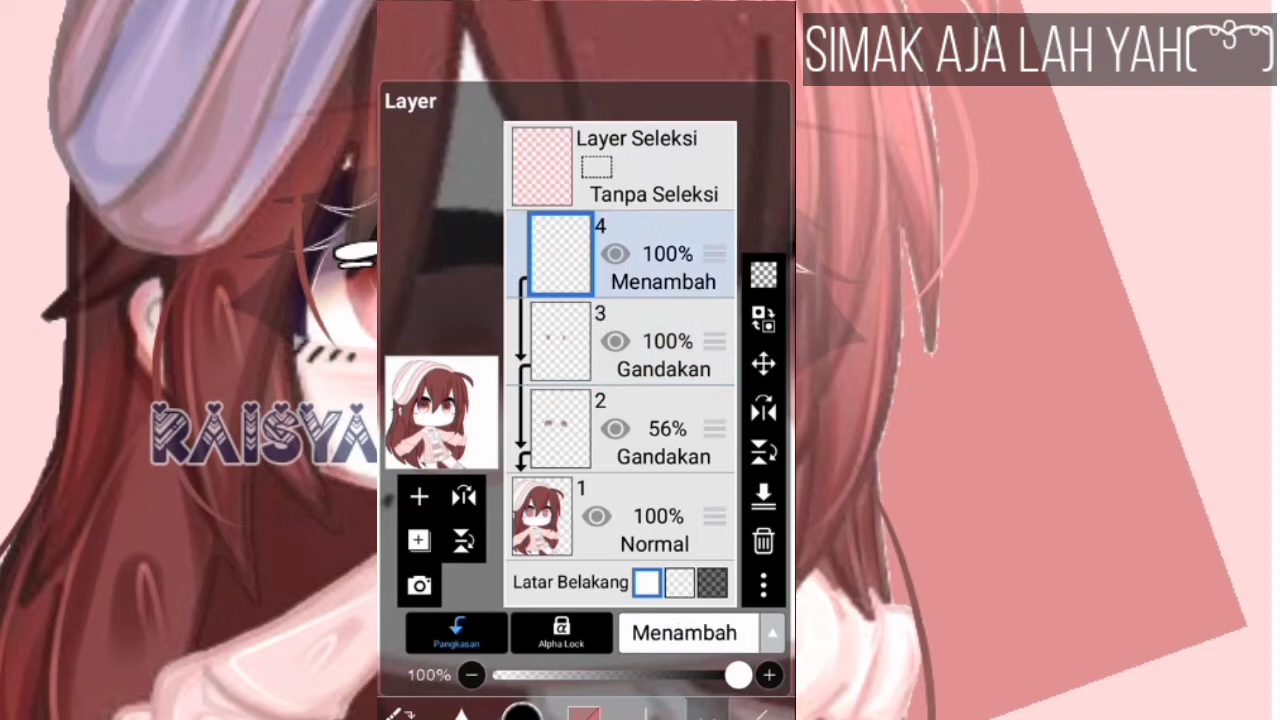 SIMAK AJA LAH YAH
Layer
Layer Seleksi
Tanpa Seleksi
4
100%
Menambah
3
100%
Gandakan
2
56%
Gandakan
1
100%
Normal
Latar Belakang
Pangkasan
Alpha Lock
Menambah
100%
RAISYA